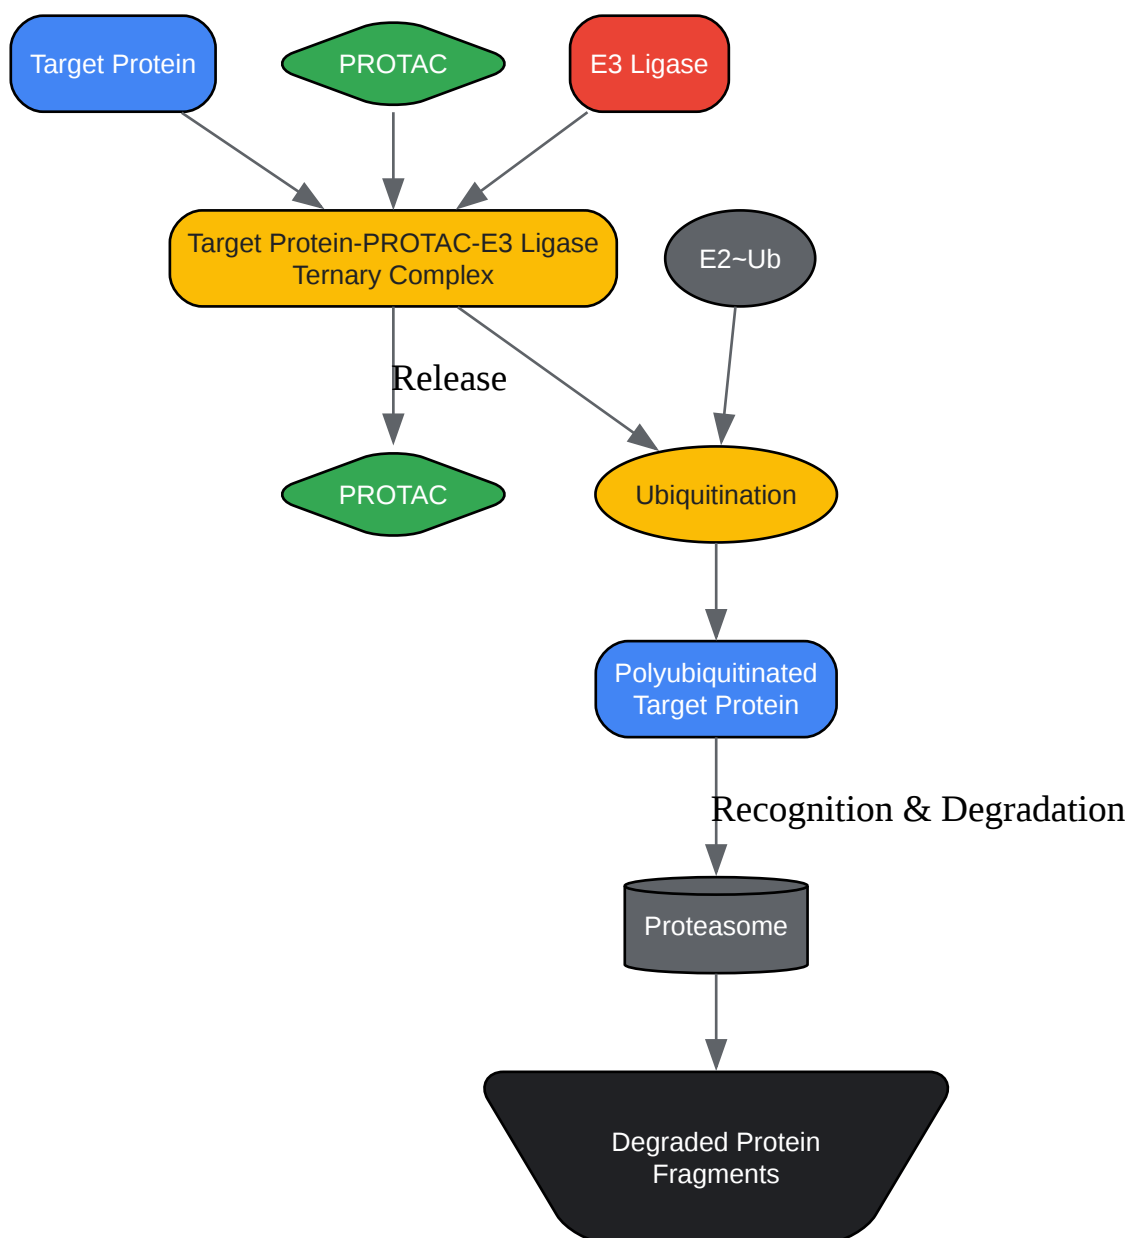 Target Protein
PROTAC
E3 Ligase
Target Protein-PROTAC-E3 Ligase
Ternary Complex
E2~Ub
Release
PROTAC
Ubiquitination
Polyubiquitinated
Target Protein
Recognition & Degradation
Proteasome
Degraded Protein
Fragments